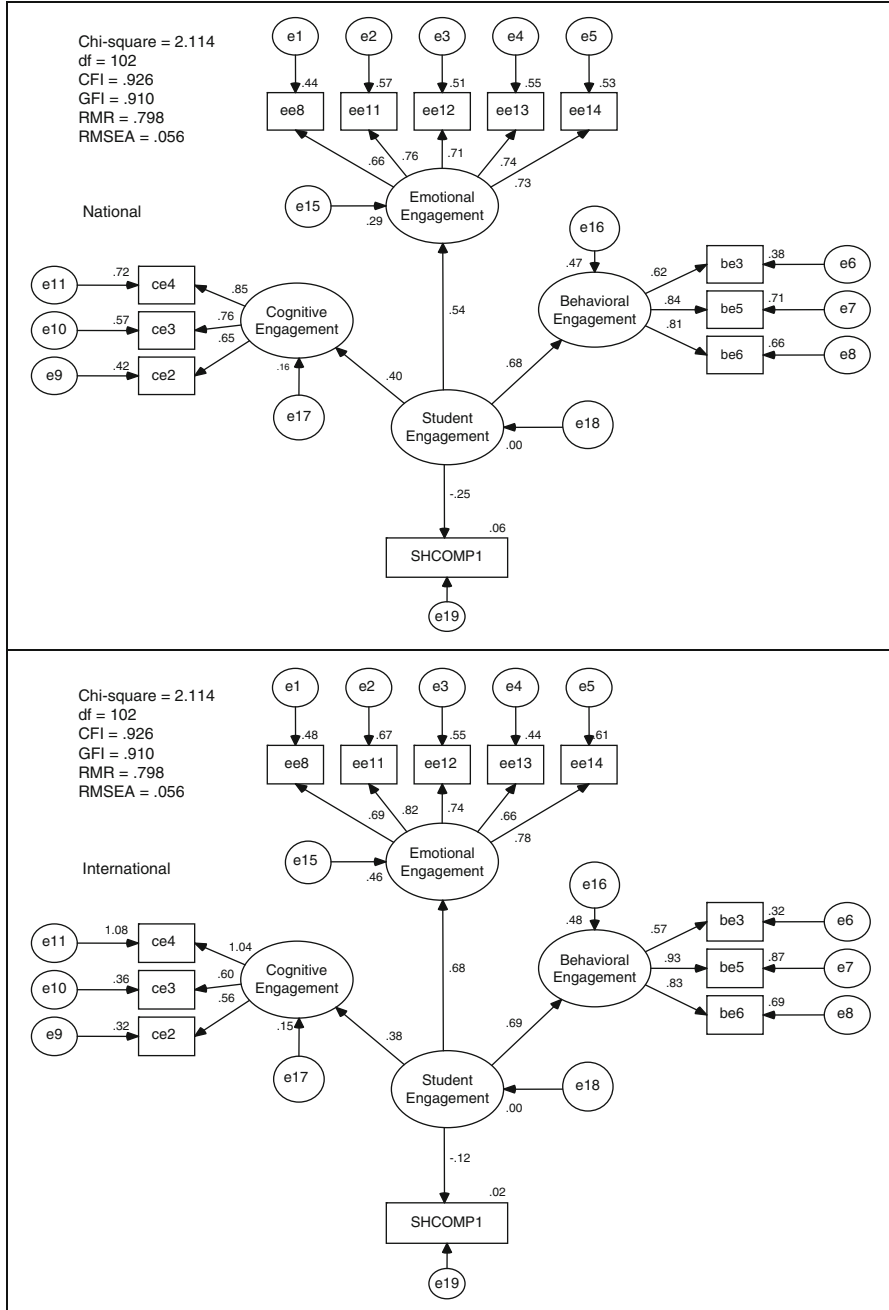 Chi-square = 2.114
df = 102
CFI = .926
GFI = .910
RMR = .798
RMSEA = .056
National
e1
e2
e3
e4
e5
.44
.57
.51
.55
.53
ee8
ee11
ee12
ee13
ee14
.66
.76
.71
.74
.73
e15
.29
Emotional
Engagement
e16
.47
e11
.72
ce4
.85
e10
.57
ce3
.76
e9
.42
ce2
.65
Cognitive
Engagement
.16
e17
.40
.54
.68
Behavioral
Engagement
.62
be3
.38
e6
.84
be5
.71
e7
.81
be6
.66
e8
Student
Engagement
.00
e18
-.25
.06
SHCOMP1
e19
Chi-square = 2.114
df = 102
CFI = .926
GFI = .910
RMR = .798
RMSEA = .056
International
e1
e2
e3
e4
e5
.48
.67
.55
.44
.61
ee8
ee11
ee12
ee13
ee14
.69
.82
.74
.66
.78
e15
.46
Emotional
Engagement
e16
.48
e11
1.08
ce4
1.04
e10
.36
ce3
.60
e9
.32
ce2
.56
Cognitive
Engagement
.15
e17
.38
.68
.69
Behavioral
Engagement
.57
be3
.32
e6
.93
be5
.87
e7
.83
be6
.69
e8
Student
Engagement
.00
e18
-.12
.02
SHCOMP1
e19